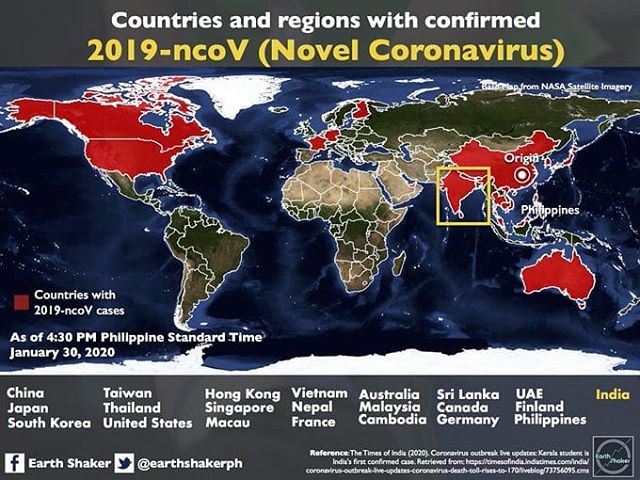 Countries and regions with confirmed
2019-ncoV (Novel Coronavirus)
Base Map from NASA Satellite Imagery
Origin
Philippines
Countries with
2019-ncoV cases
As of 4:30 PM Philippine Standard Time
January 30, 2020
China Taiwan Hong Kong Vietnam Australia Sri Lanka UAE India
Japan Thailand Singapore Nepal Malaysia Canada Finland
South Korea United States Macau France Cambodia Germany Philippines
Reference: The Times of India (2020). Coronavirus outbreak live updates: Kerala student is
India's first confirmed case. Retrieved from: https://timesofindia.indiatimes.com/india/
coronavirus-outbreak-live-updates-coronavirus-death-toll-rises-to-170/liveblog/73756095.cms
Earth Shaker @earthshakerph
Earth
Shaker